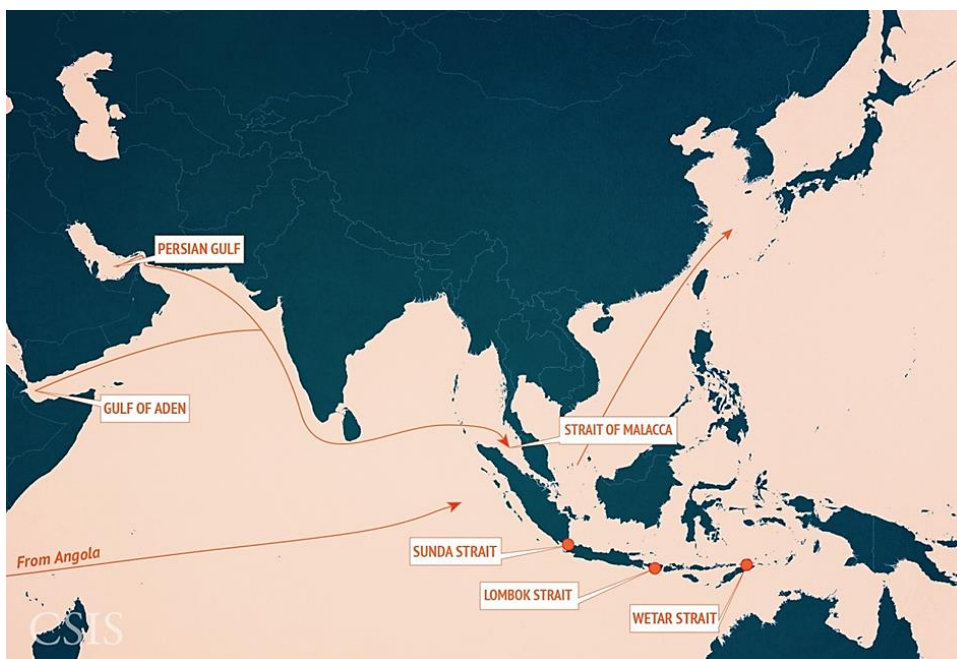 PERSIAN GULF
GULF OF ADEN
STRAIT OF MALACCA
From Angola
SUNDA STRAIT
LOMBOK STRAIT
WETAR STRAIT
CSIS